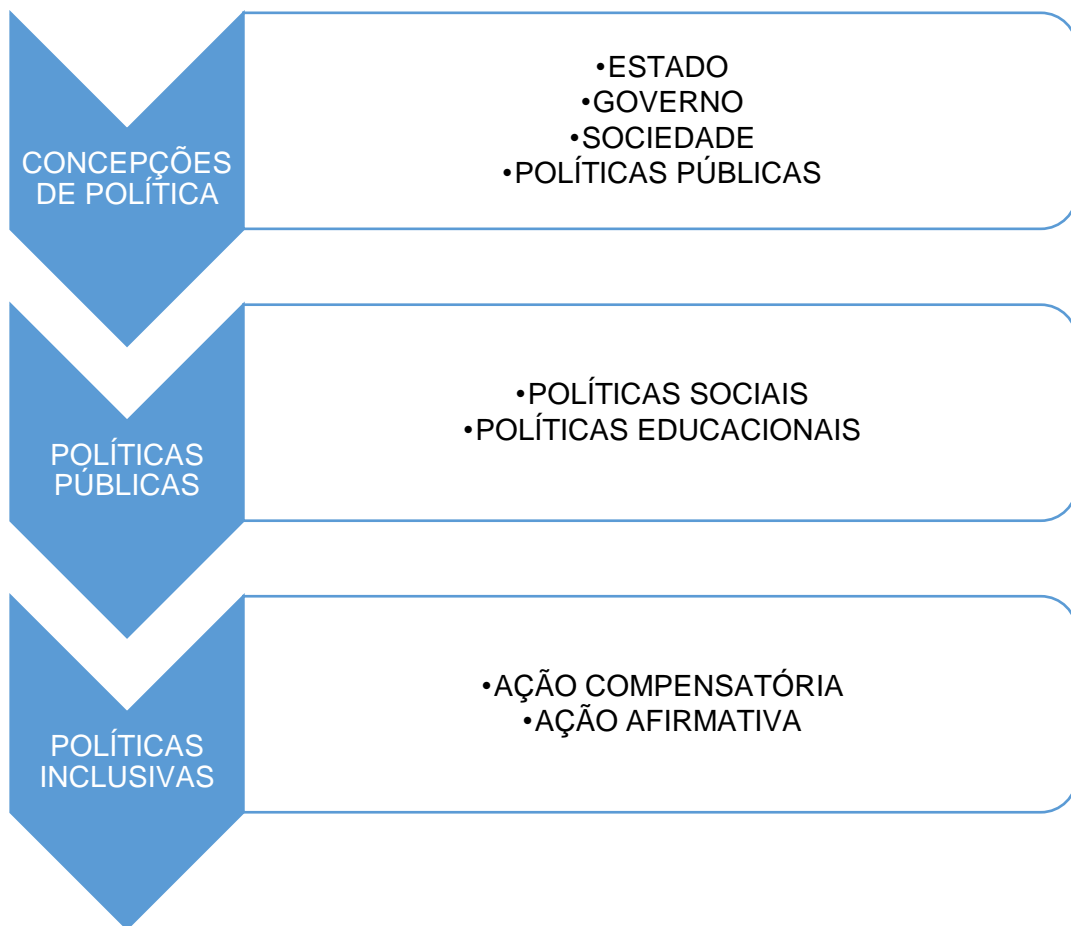 CONCEPÇÕES
DE POLÍTICA
•ESTADO
•GOVERNO
•SOCIEDADE
•POLÍTICAS PÚBLICAS
POLÍTICAS
PÚBLICAS
•POLÍTICAS SOCIAIS
•POLÍTICAS EDUCACIONAIS
POLÍTICAS
INCLUSIVAS
•AÇÃO COMPENSATÓRIA
•AÇÃO AFIRMATIVA